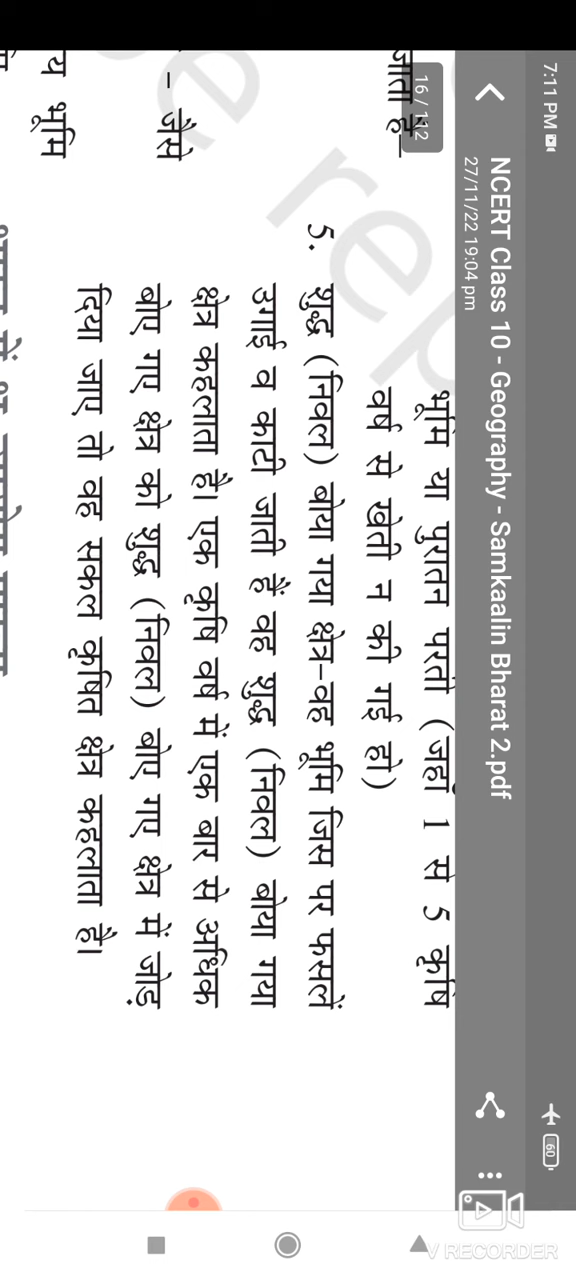 7:11 PM
60
NCERT Class 10 - Geography - Samkaalin Bharat 2.pdf
27/11/22 19:04 pm
16 / 112
जाता है—
भूमि या पुरातन परती (जहाँ 1 से 5 कृषि
वर्ष से खेती न की गई हो)
5. शुद्ध (निवल) बोया गया क्षेत्र–वह भूमि जिस पर फसलें
उगाई व काटी जाती हैं वह शुद्ध (निवल) बोया गया
क्षेत्र कहलाता है। एक कृषि वर्ष में एक बार से अधिक
बोए गए क्षेत्र को शुद्ध (निवल) बोए गए क्षेत्र में जोड़
दिया जाए तो वह सकल कृषित क्षेत्र कहलाता है।
– जैसे
य भूमि
V RECORDER